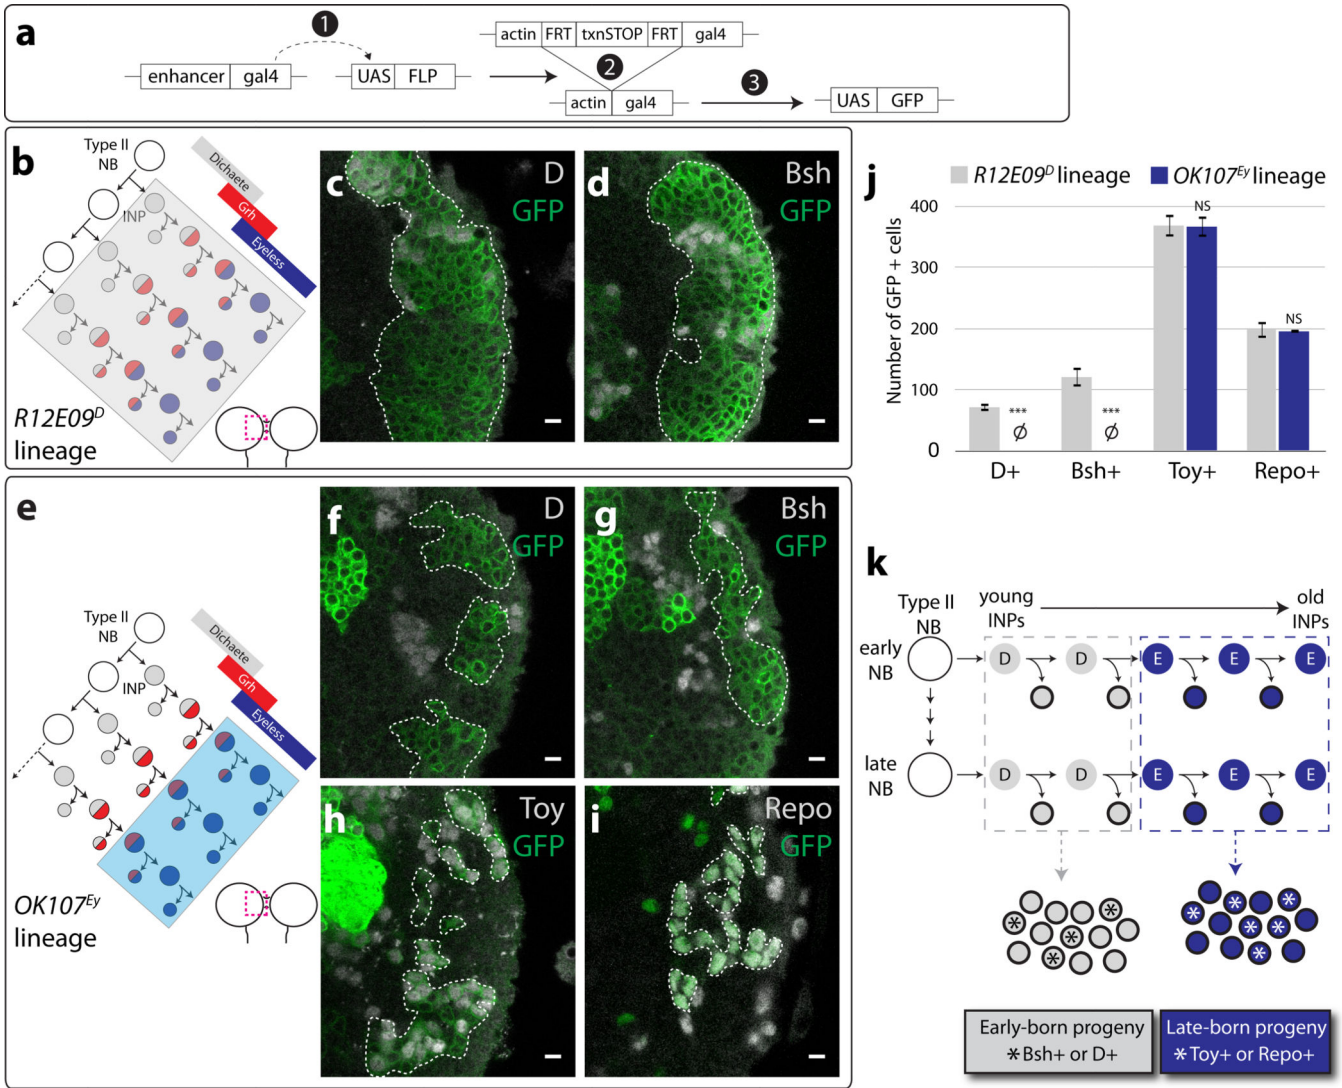 a
1
actin FRT txnSTOP FRT gal4
enhancer gal4
UAS FLP
2
actin gal4
3
UAS GFP
b
Type II
NB
INP
Dichaete
Grh
Eyeless
R12E09D
lineage
c
D
GFP
d
Bsh
GFP
e
Type II
NB
INP
Dichaete
Grh
Eyeless
OK107Ey
lineage
f
D
GFP
g
Bsh
GFP
h
Toy
GFP
i
Repo
GFP
j
R12E09D lineage OK107Ey lineage
Number of GFP + cells
400
300
200
100
0
***
Ø
***
Ø
NS
NS
D+ Bsh+ Toy+ Repo+
k
Type II
NB
young
INPs
old
INPs
early
NB
D D E E E
late
NB
D D E E E
* * * *
* * * * * *
Early-born progeny
* Bsh+ or D+
Late-born progeny
* Toy+ or Repo+